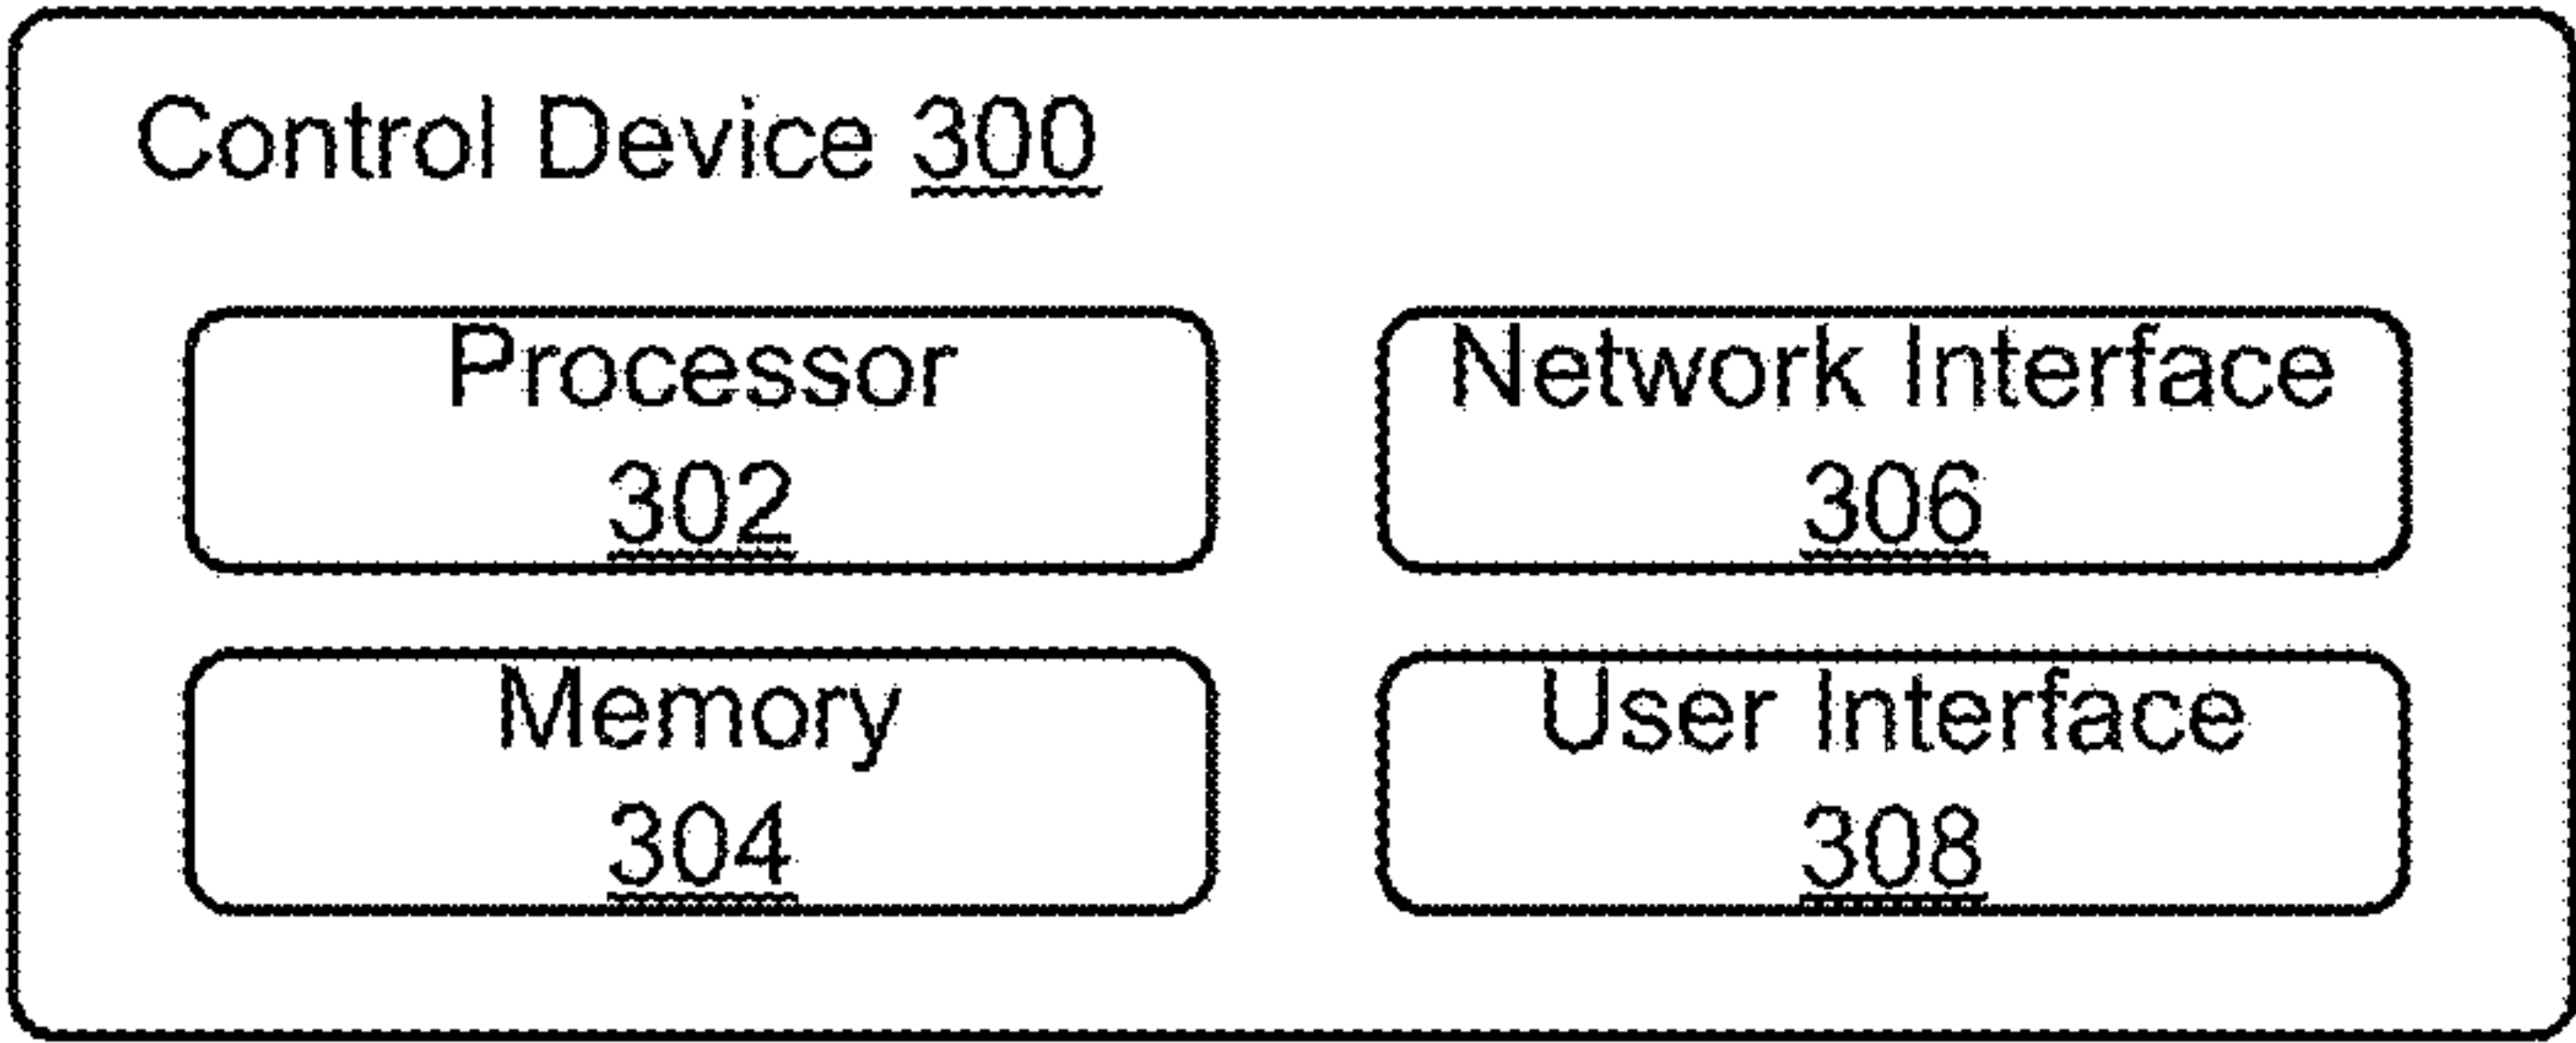 Control Device 300
Processor
302
Network Interface
306
Memory
304
User Interface
308